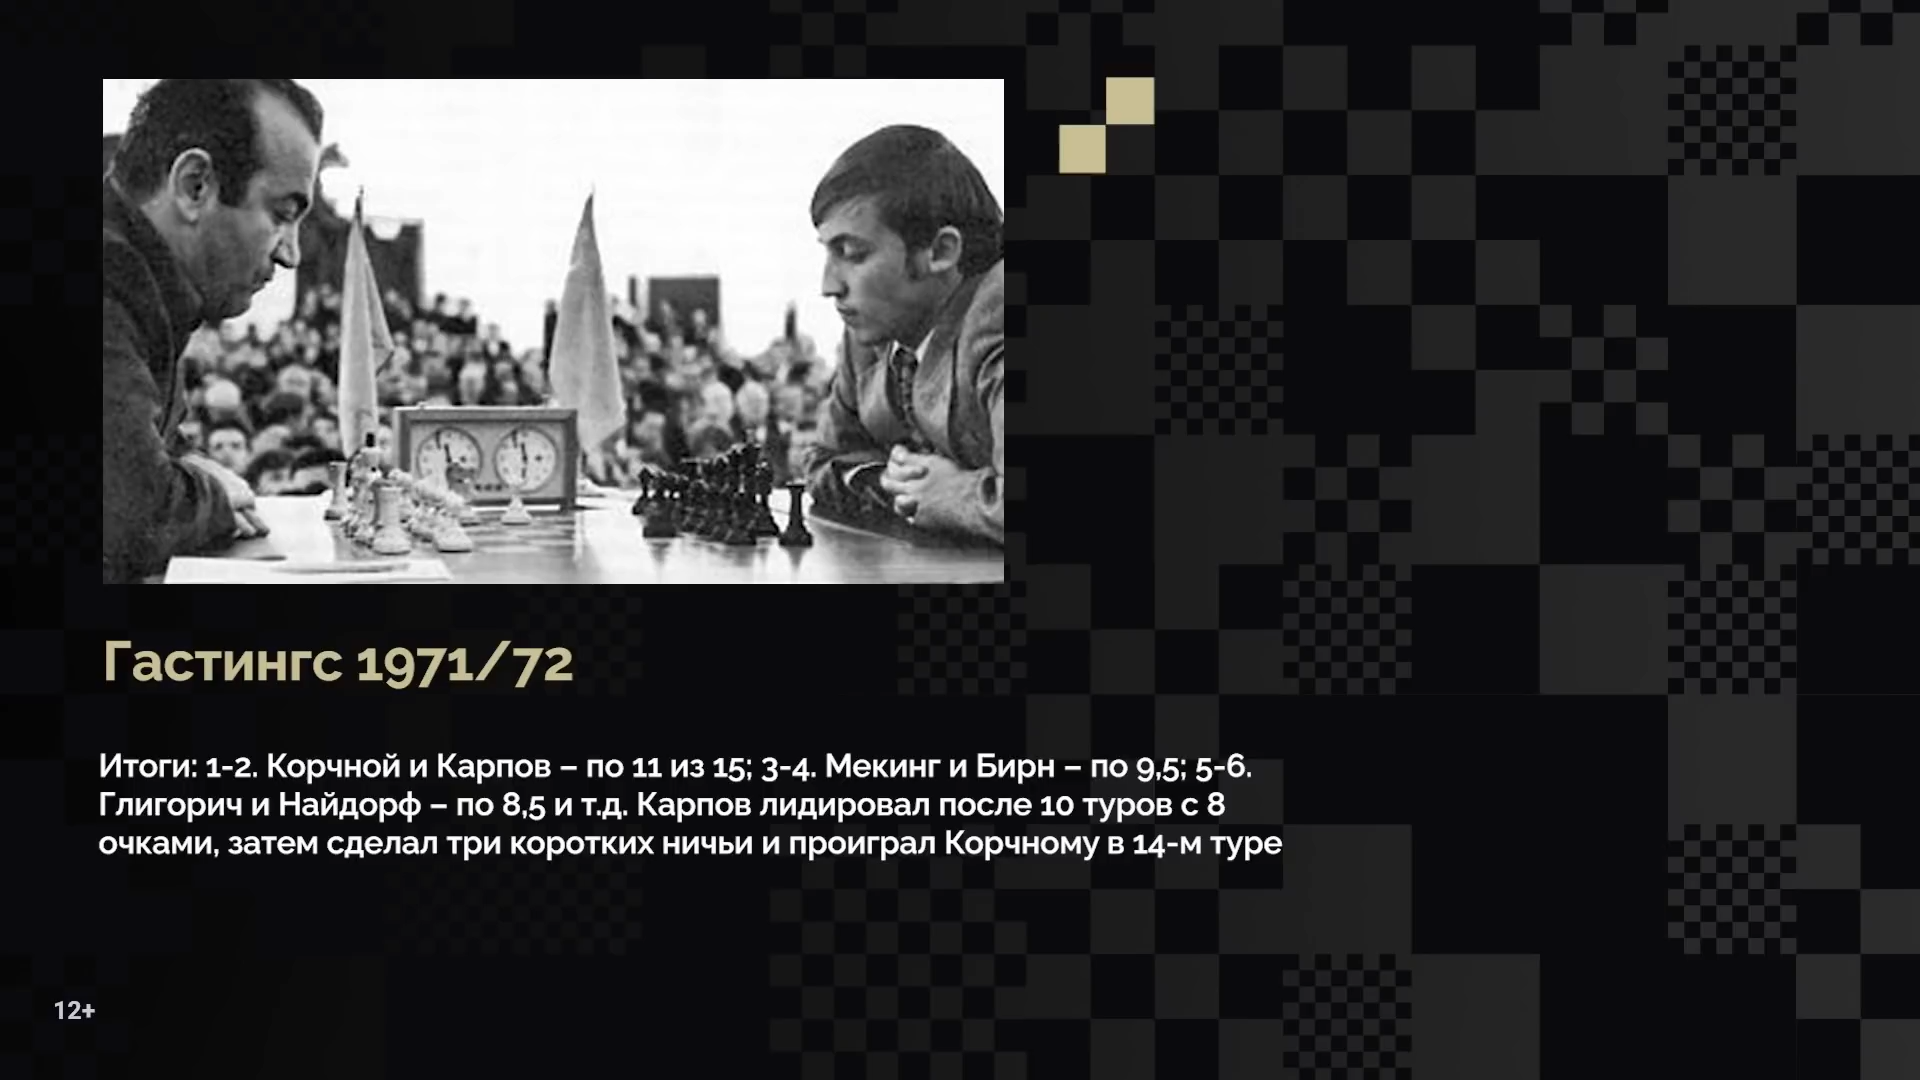 Гастингс 1971/72
Итоги: 1-2. Корчной и Карпов – по 11 из 15; 3-4. Мекинг и Бирн – по 9,5; 5-6.
Глигорич и Найдорф – по 8,5 и т.д. Карпов лидировал после 10 туров с 8
очками, затем сделал три коротких ничьи и проиграл Корчному в 14-м туре
12+